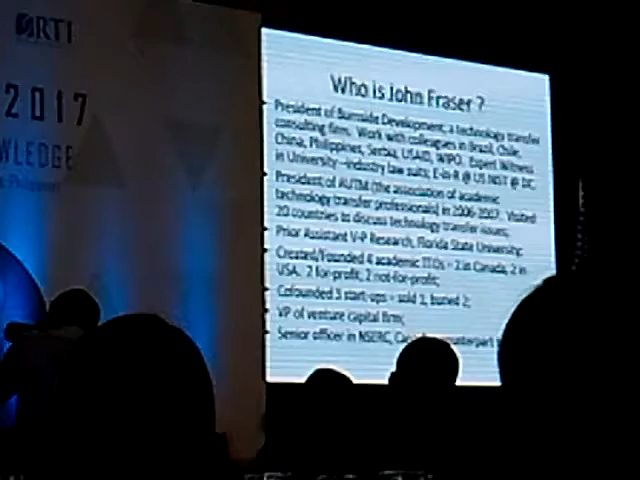 RTI
2017
WLEDGE
Philippin
Who is John Fraser ?
President of Burnside Development, a technology transfer
consulting firm. Work with colleagues in Brazil, Chile,
China, Philippines, Serbia, USAID, WIPO. Expert Witness
in University –industry law suits; E-in-R @ US NIST @ DC,
President of AUTM (the association of academic
technology transfer professionals) in 2006-2007. Visited
20 countries to discuss technology transfer issues;
Prior Assistant V-P Research, Florida State University;
Created/Founded 4 academic TTOs – 2 in Canada, 2 in
USA. 2 for-profit, 2 not-for-profit;
Cofounded 3 start-ups – sold 1, buried 2;
VP of venture capital firm;
Senior officer in NSERC,